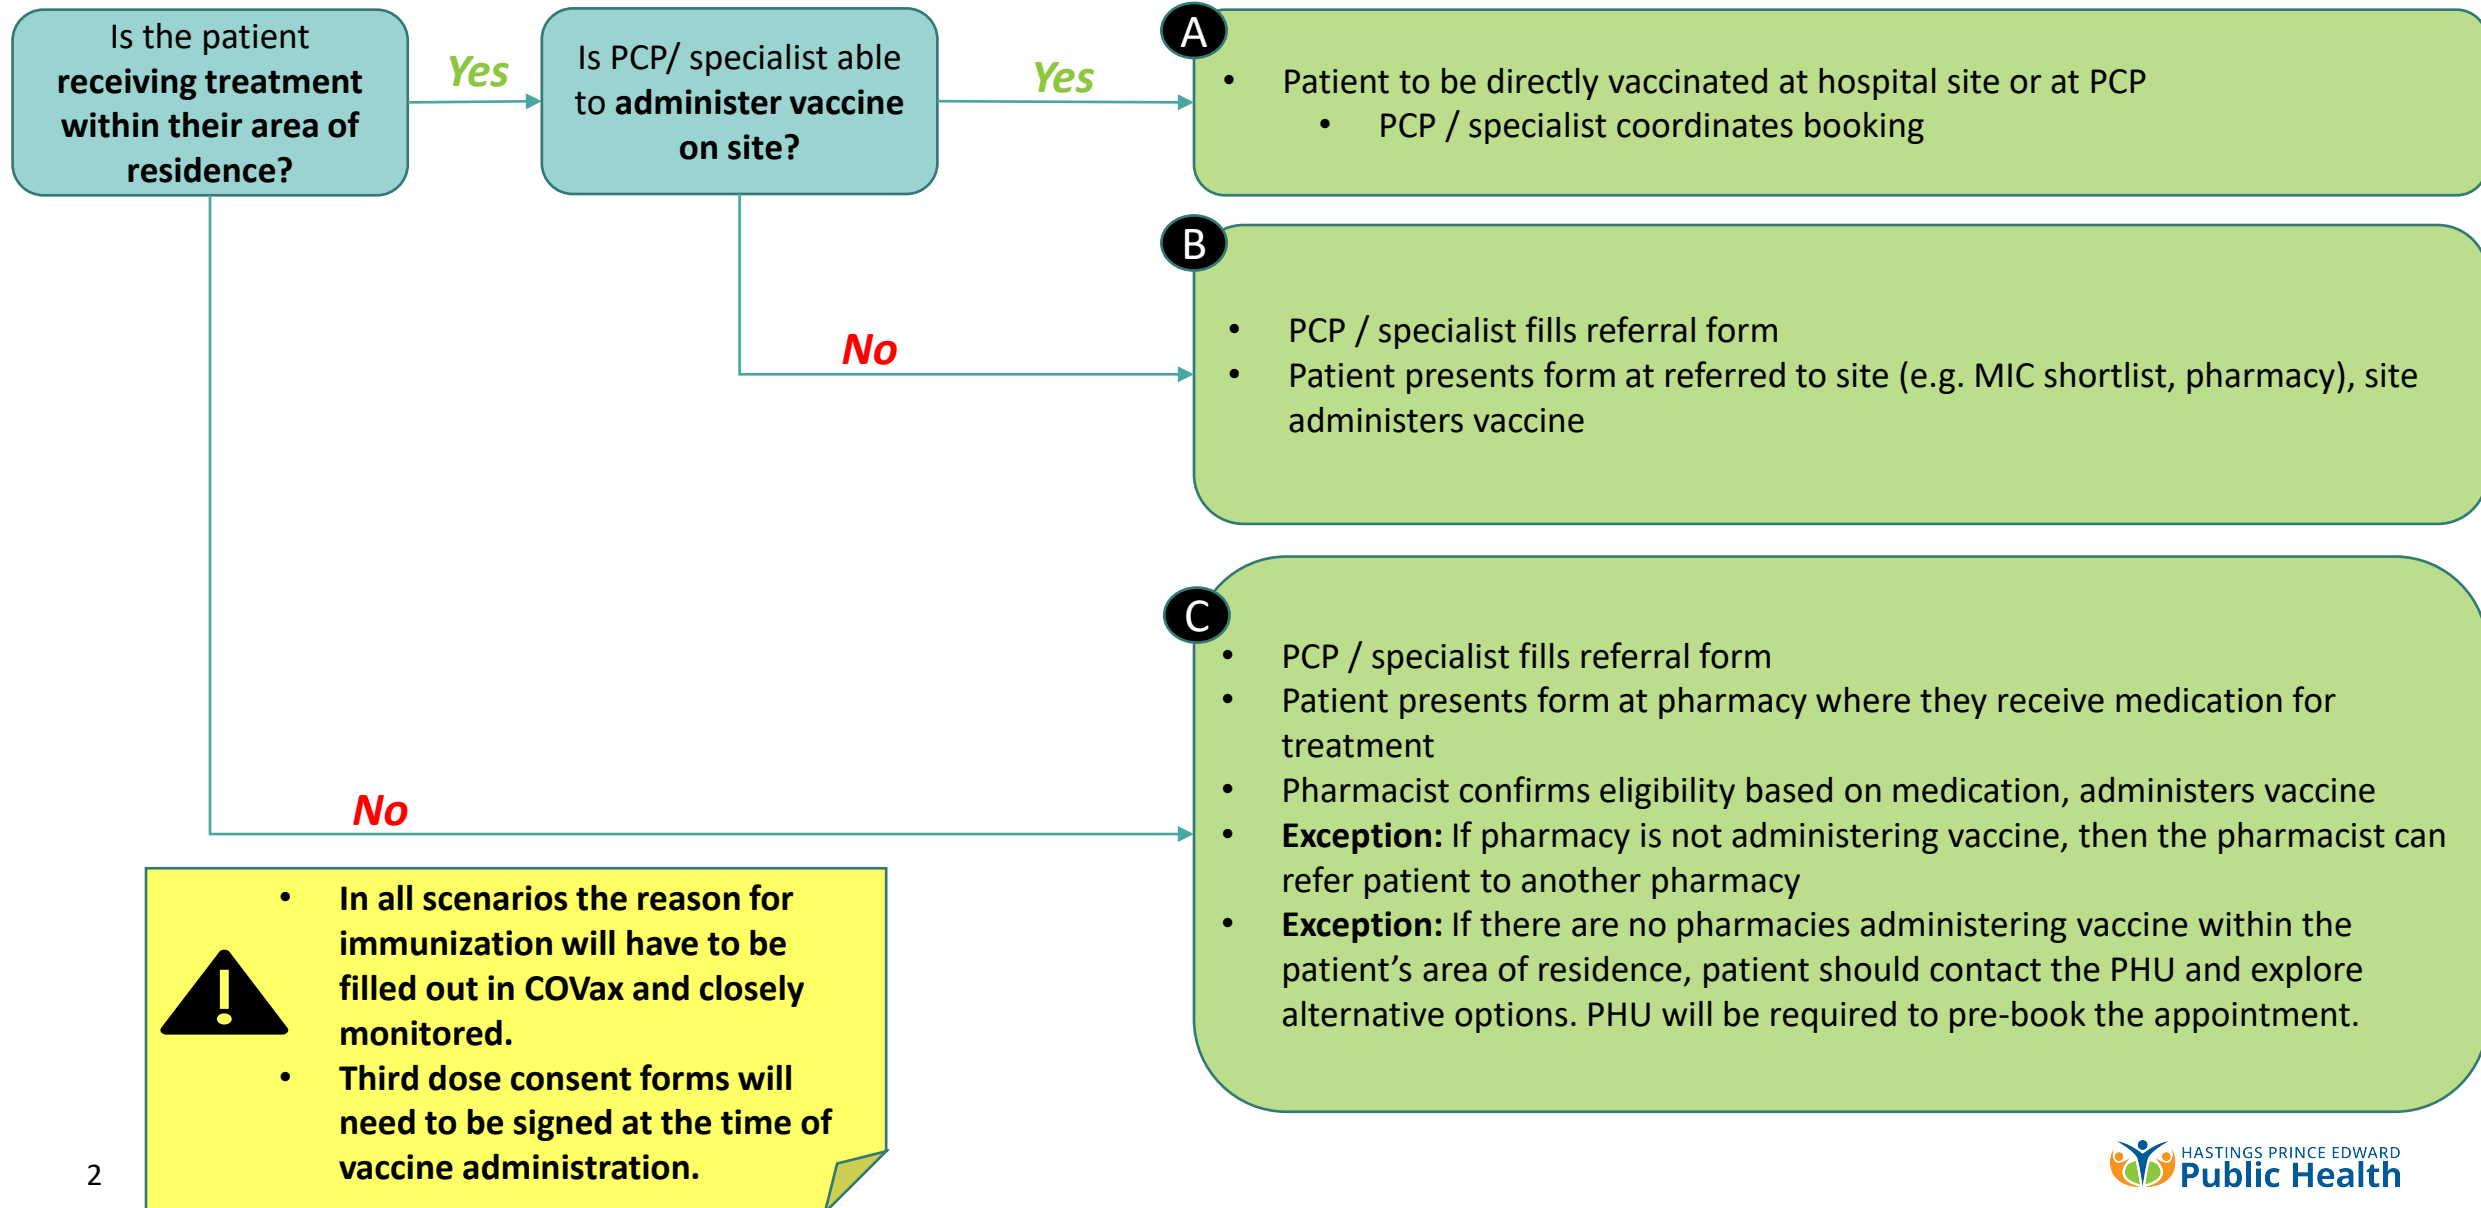 Is the patient
receiving treatment
within their area of
residence?
Yes
Is PCP/ specialist able
to administer vaccine
on site?
Yes
A
• Patient to be directly vaccinated at hospital site or at PCP
• PCP / specialist coordinates booking
No
B
• PCP / specialist fills referral form
• Patient presents form at referred to site (e.g. MIC shortlist, pharmacy), site
administers vaccine
No
C
• PCP / specialist fills referral form
• Patient presents form at pharmacy where they receive medication for
treatment
• Pharmacist confirms eligibility based on medication, administers vaccine
• Exception: If pharmacy is not administering vaccine, then the pharmacist can
refer patient to another pharmacy
• Exception: If there are no pharmacies administering vaccine within the
patient’s area of residence, patient should contact the PHU and explore
alternative options. PHU will be required to pre-book the appointment.
!
• In all scenarios the reason for
immunization will have to be
filled out in COVax and closely
monitored.
• Third dose consent forms will
need to be signed at the time of
vaccine administration.
2
HASTINGS PRINCE EDWARD
Public Health